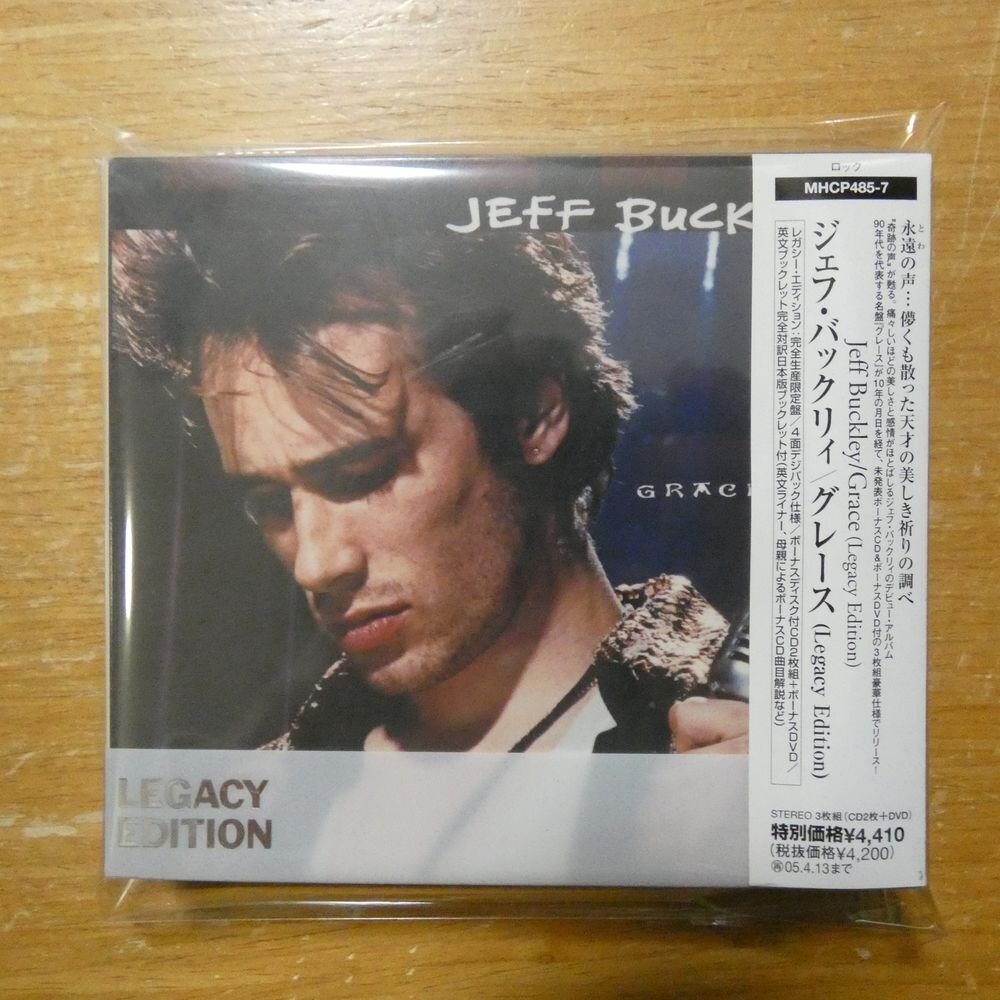 JEFF BUCK
GRAC
LEGACY
EDITION
ロック
MHCP485-7
永遠の声…儚くも散った天才の美しき祈りの調べ
とわ
"奇跡の声"が甦る。痛々しいほどの美しさと感情がほとばしるジェフ・バックリィのデビュー・アルバム
90年代を代表する名盤『グレース』が10年の月日を経て、未発表ボーナスCD&ボーナスDVD付の3枚組豪華仕様でリリース!
Jeff Buckley/Grace (Legacy Edition)
ジェフ・バックリィ/グレース (Legacy Edition)
レガシー・エディション:完全生産限定盤/4面デジパック仕様/ボーナスディスク付CD2枚組+ボーナスDVD/
英文ブックレット完全対訳日本版ブックレット付(英文ライナー、母親によるボーナスCD曲目解説など)
STEREO 3枚組(CD2枚+DVD)
特別価格¥4,410
(税抜価格¥4,200)
再05.4.13まで